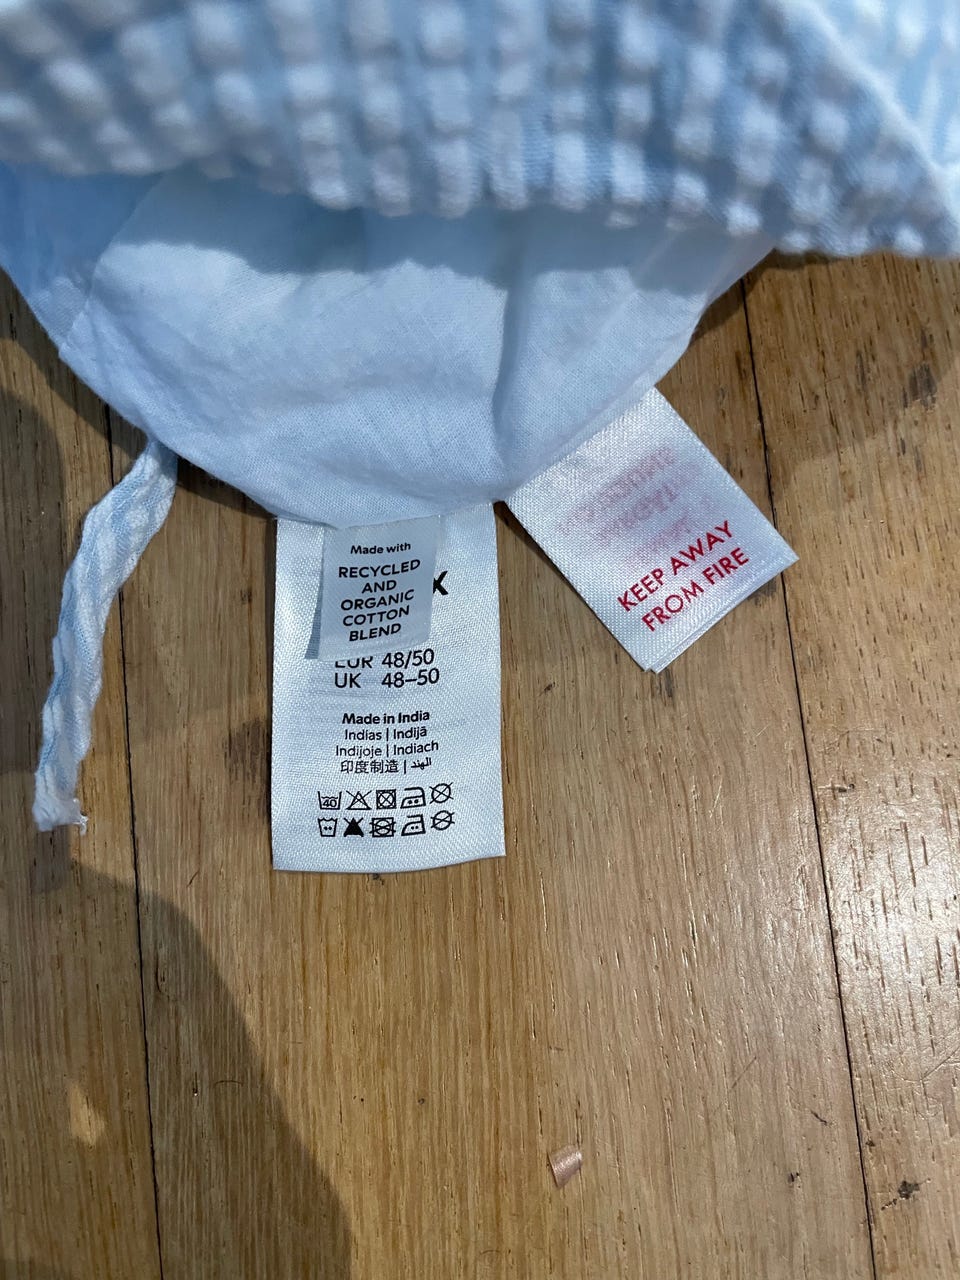 Made with
RECYCLED
AND
ORGANIC
COTTON
BLEND
X
EUR 48/50
UK 48–50
Made in India
Indias | Indijā
Indijoje | Indiach
印度制造 | الهند
40
KEEP AWAY
FROM FIRE